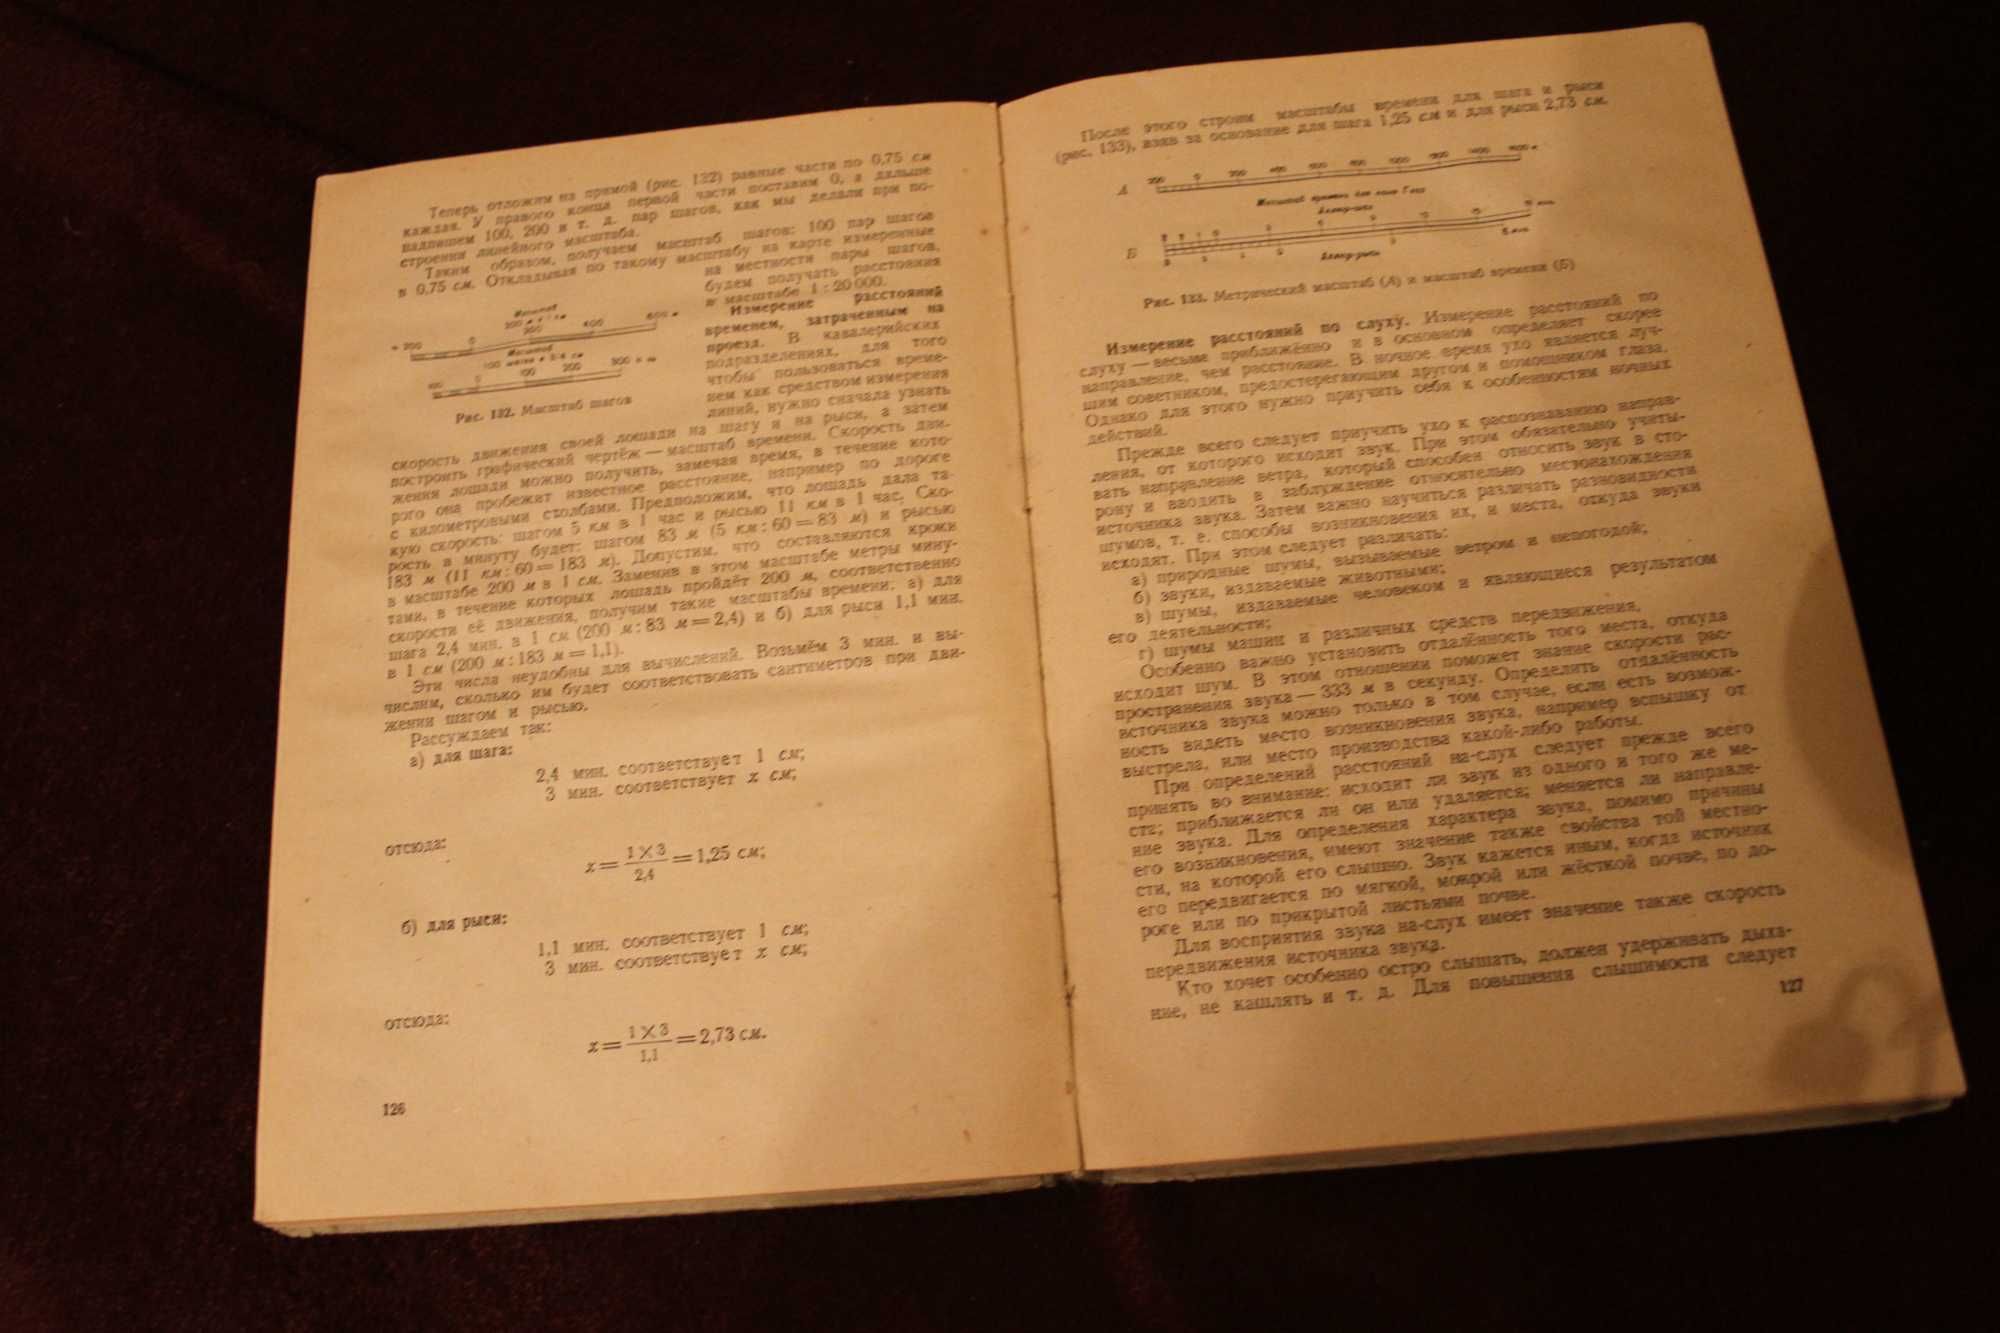 Теперь отложим на прямой (рис. 132) равные части по 0,75 см
каждая. У правого конца первой части поставим 0, а дальше
надпишем 100, 200 и т. д. пар шагов, как мы делали при по-
строении линейного масштаба.
Таким образом, получаем масштаб шагов: 100 пар шагов
в 0,75 см. Откладывая по такому масштабу на карте измеренные
на местности пары шагов,
будем получать расстояния
в масштабе 1 : 20 000.
Масштаб
200 400 600 м
200 0
Масштаб
100 0 100 200 300
Рис. 132. Масштаб шагов
Измерение расстояний
временем, затраченным на
проезд. В кавалерийских
подразделениях, для того
чтобы пользоваться време-
нем как средством измерения
линий, нужно сначала узнать
скорость движения своей лошади на шагу и на рыси, а затем
построить графический чертёж — масштаб времени. Скорость дви-
жения лошади можно получить, замечая время, в течение кото-
рого она пробежит известное расстояние, например по дороге
с километровыми столбами. Предположим, что лошадь дала та-
кую скорость: шагом 5 км в 1 час и рысью 11 км в 1 час. Ско-
рость в минуту будет: шагом 83 м (5 км : 60 = 83 м) и рысью
183 м (11 км : 60 = 183 м). Допустим, что составляются кроки
в масштабе 200 м в 1 см. Заменив в этом масштабе метры мину-
тами, в течение которых лошадь пройдёт 200 м, соответственно
скорости её движения, получим такие масштабы времени: а) для
шага 2,4 мин. в 1 см (200 м : 83 м = 2,4) и б) для рыси 1,1 мин.
в 1 см (200 м : 183 м = 1,1).
Эти числа неудобны для вычислений. Возьмём 3 мин. и вы-
числим, сколько им будет соответствовать сантиметров при дви-
жении шагом и рысью.
Рассуждаем так:
а) для шага:
2,4 мин. соответствует 1 см;
3 мин. соответствует x см;
отсюда:
x = 1 × 3 / 2,4 = 1,25 см;
б) для рыси:
1,1 мин. соответствует 1 см;
3 мин. соответствует x см;
отсюда:
x = 1 × 3 / 1,1 = 2,73 см.
126
После этого строим масштабы времени для шага и рыси
(рис. 133), взяв за основание для шага 1,25 см и для рыси 2,73 см.
А
Б
Рис. 133. Метрический масштаб (А) и масштаб времени (Б)
Измерение расстояний по слуху. Измерение расстояний по
слуху — весьма приближённо и в основном определяет скорее
направление, чем расстояние. В ночное время ухо является луч-
шим советником, предостерегающим другом и помощником глаза.
Однако для этого нужно приучить себя к особенностям ночных
действий.
Прежде всего следует приучить ухо к распознаванию направ-
ления, от которого исходит звук. При этом обязательно учиты-
вать направление ветра, который способен относить звук в сто-
рону и вводить в заблуждение относительно местонахождения
источника звука. Затем важно научиться различать разновидности
шумов, т. е. способы возникновения их, и места, откуда звуки
исходят. При этом следует различать:
а) природные шумы, вызываемые ветром и непогодой;
б) звуки, издаваемые животными;
в) шумы, издаваемые человеком и являющиеся результатом
его деятельности;
г) шумы машин и различных средств передвижения.
Особенно важно установить отдалённость того места, откуда
исходит шум. В этом отношении поможет знание скорости рас-
пространения звука — 333 м в секунду. Определить отдалённость
источника звука можно только в том случае, если есть возмож-
ность видеть место возникновения звука, например вспышку от
выстрела, или место производства какой-либо работы.
При определений расстояний на-слух следует прежде всего
принять во внимание: исходит ли звук из одного и того же ме-
ста; приближается ли он или удаляется; меняется ли направле-
ние звука. Для определения характера звука, помимо причины
его возникновения, имеют значение также свойства той местно-
сти, на которой его слышно. Звук кажется иным, когда источник
его передвигается по мягкой, мокрой или жёсткой почве, по до-
роге или по прикрытой листьями почве.
Для восприятия звука на-слух имеет значение также скорость
передвижения источника звука.
Кто хочет особенно остро слышать, должен удерживать дыха-
ние, не кашлять и т. д. Для повышения слышимости следует
127